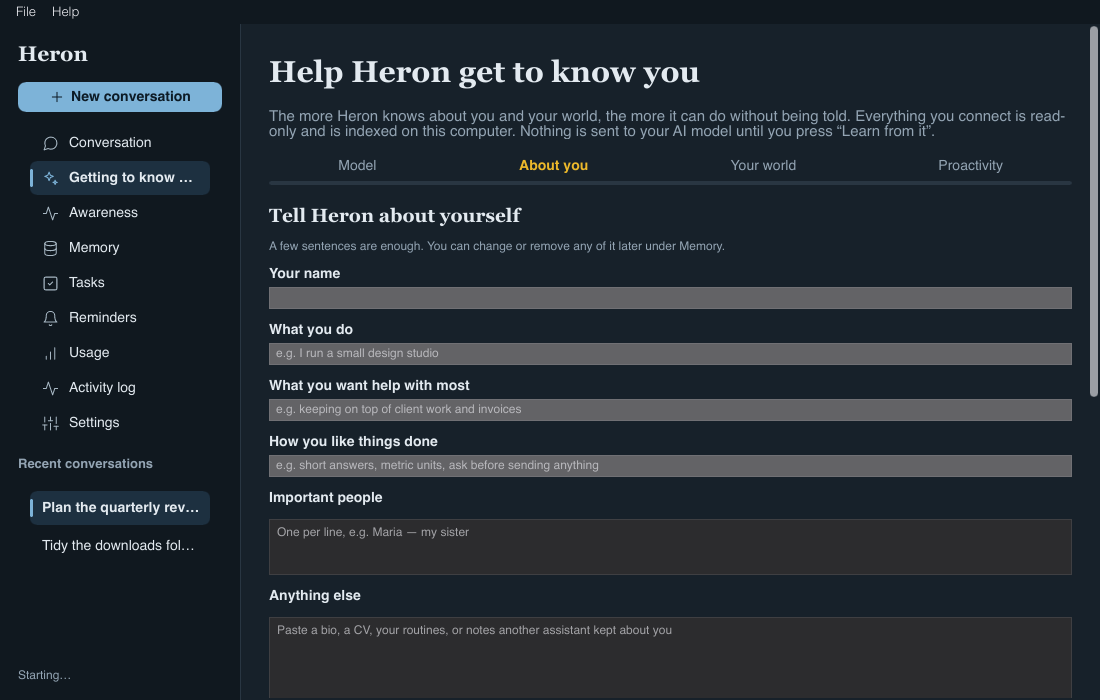 File Help
Heron
+ New conversation
Conversation
Getting to know ...
Awareness
Memory
Tasks
Reminders
Usage
Activity log
Settings
Recent conversations
Plan the quarterly rev...
Tidy the downloads fol...
Starting...
Help Heron get to know you
The more Heron knows about you and your world, the more it can do without being told. Everything you connect is read-
only and is indexed on this computer. Nothing is sent to your AI model until you press “Learn from it”.
Model About you Your world Proactivity
Tell Heron about yourself
A few sentences are enough. You can change or remove any of it later under Memory.
Your name
What you do
e.g. I run a small design studio
What you want help with most
e.g. keeping on top of client work and invoices
How you like things done
e.g. short answers, metric units, ask before sending anything
Important people
One per line, e.g. Maria — my sister
Anything else
Paste a bio, a CV, your routines, or notes another assistant kept about you